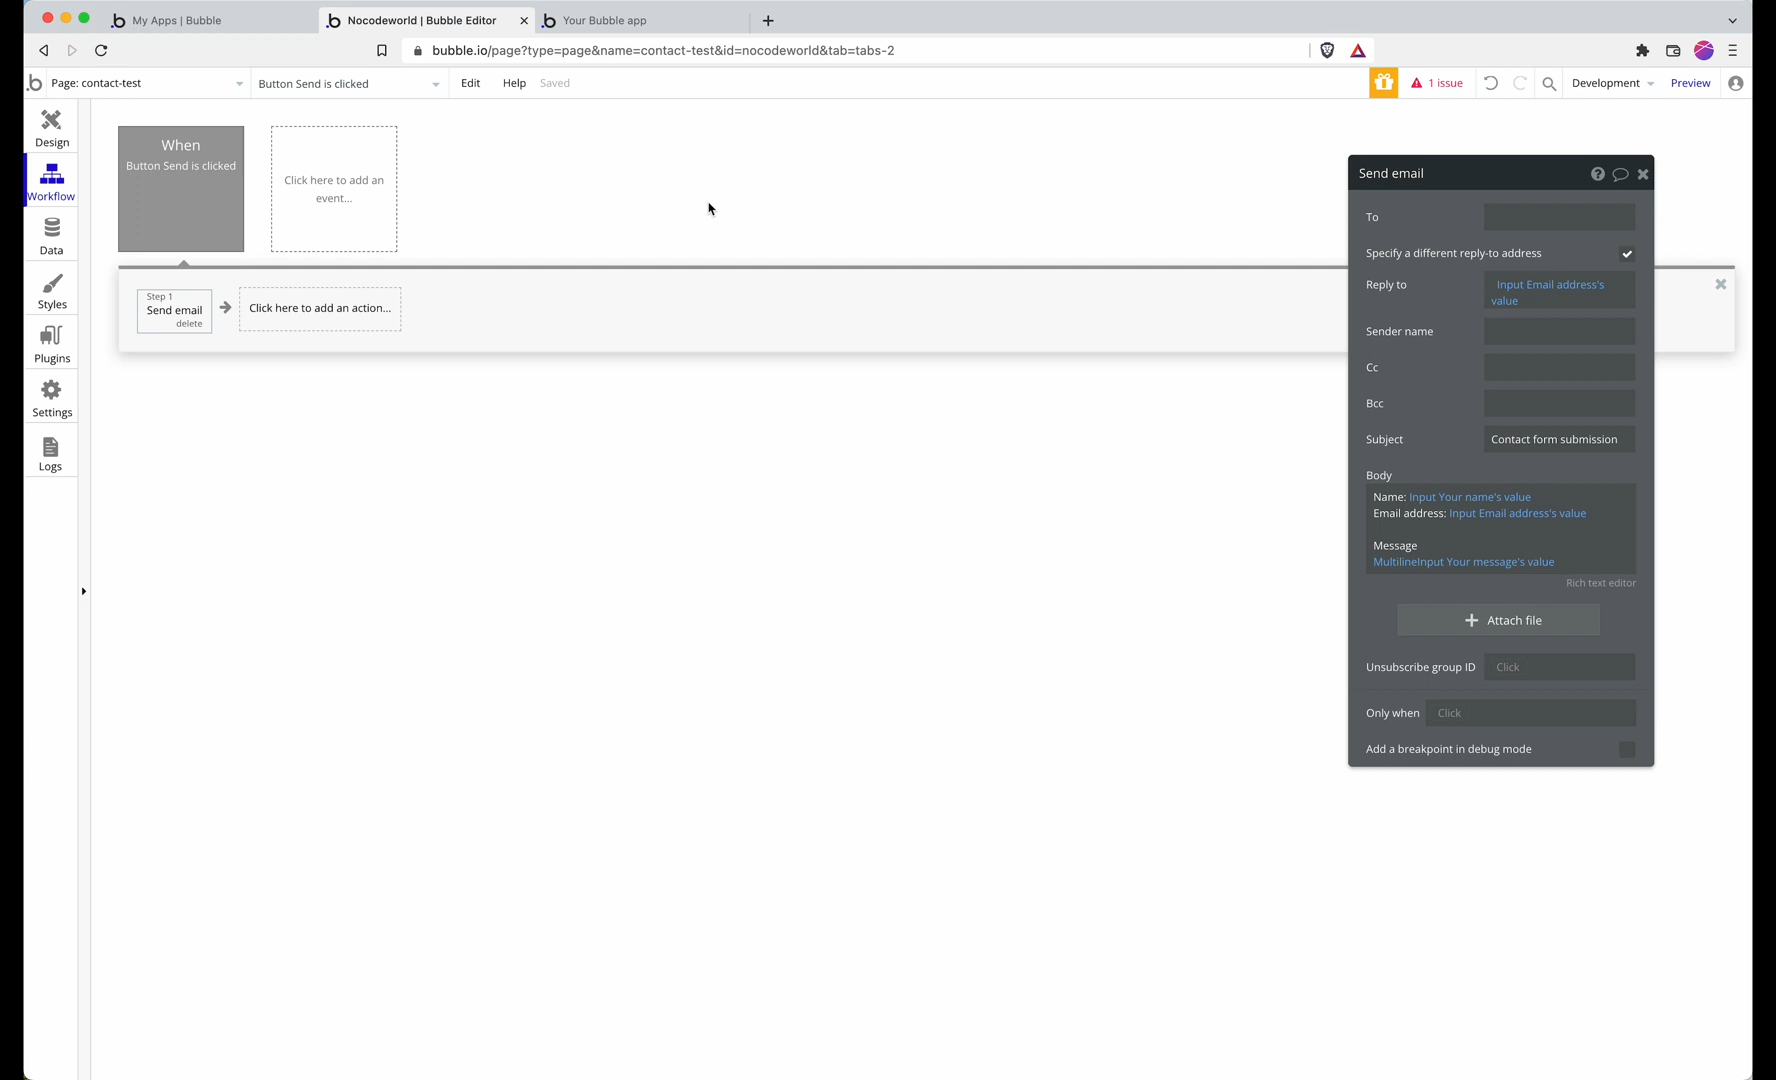 My Apps | Bubble
Nocodeworld | Bubble Editor
Your Bubble app
bubble.io/page?type=page&name=contact-test&id=nocodeworld&tab=tabs-2
Page: contact-test
Button Send is clicked
Edit
Help
Saved
1 issue
Development
Preview
Design
Workflow
Data
Styles
Plugins
Settings
Logs
When
Button Send is clicked
Click here to add an
event...
Step 1
Send email
delete
Click here to add an action...
Send email
To
Specify a different reply-to address
Reply to
Input Email address's
value
Sender name
Cc
Bcc
Subject
Contact form submission
Body
Name: Input Your name's value
Email address: Input Email address's value
Message
MultilineInput Your message's value
Rich text editor
Attach file
Unsubscribe group ID
Click
Only when
Click
Add a breakpoint in debug mode